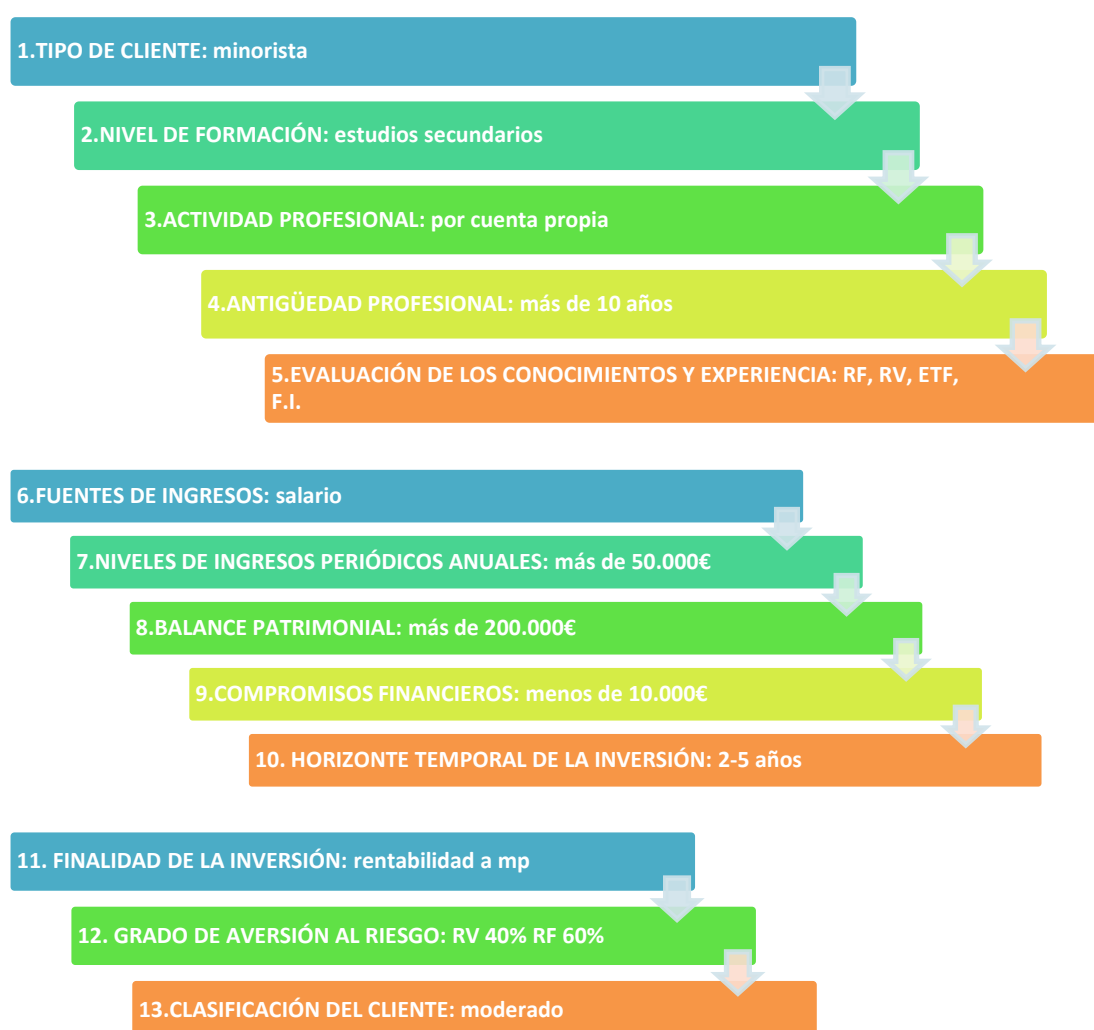 1.TIPO DE CLIENTE: minorista
2.NIVEL DE FORMACIÓN: estudios secundarios
3.ACTIVIDAD PROFESIONAL: por cuenta propia
4.ANTIGÜEDAD PROFESIONAL: más de 10 años
5.EVALUACIÓN DE LOS CONOCIMIENTOS Y EXPERIENCIA: RF, RV, ETF,
F.I.
6.FUENTES DE INGRESOS: salario
7.NIVELES DE INGRESOS PERIÓDICOS ANUALES: más de 50.000€
8.BALANCE PATRIMONIAL: más de 200.000€
9.COMPROMISOS FINANCIEROS: menos de 10.000€
10. HORIZONTE TEMPORAL DE LA INVERSIÓN: 2-5 años
11. FINALIDAD DE LA INVERSIÓN: rentabilidad a mp
12. GRADO DE AVERSIÓN AL RIESGO: RV 40% RF 60%
13.CLASIFICACIÓN DEL CLIENTE: moderado